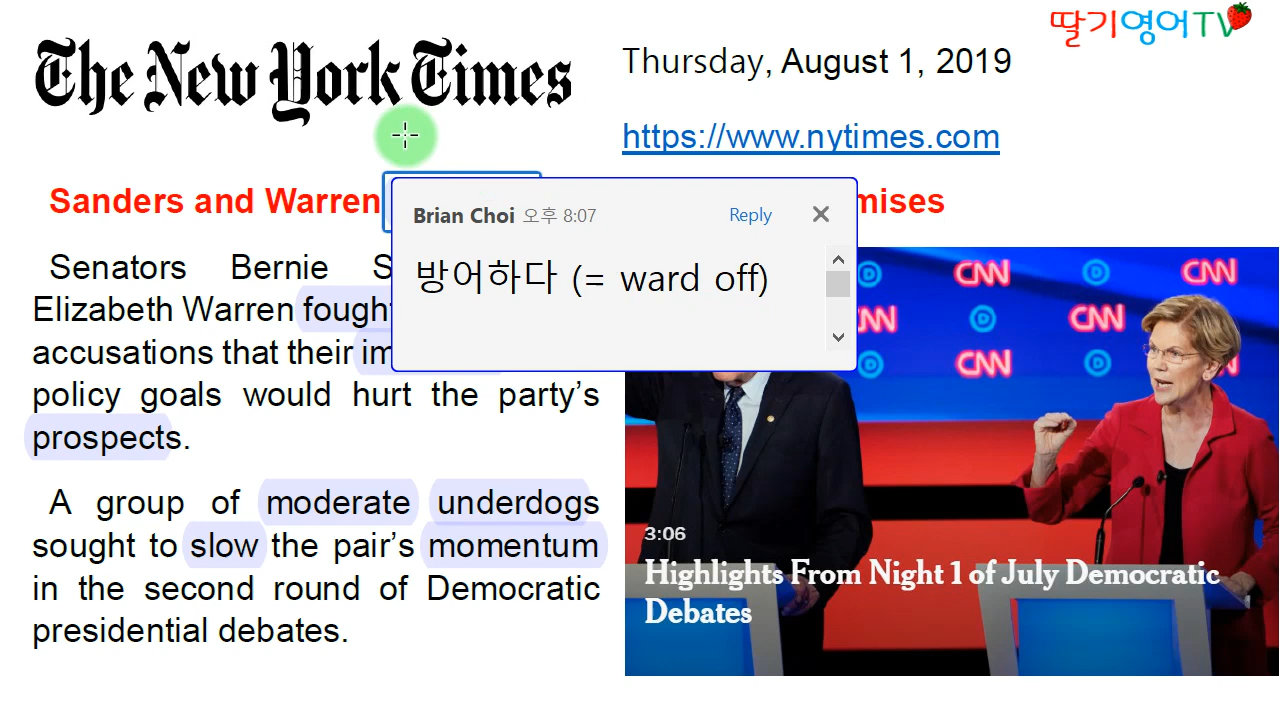 딸기영어TV
The New York Times
Thursday, August 1, 2019
https://www.nytimes.com
Sanders and Warren
Brian Choi 오후 8:07 Reply
방어하다 (= ward off)
Senators Bernie
Elizabeth Warren
accusations that their
policy goals would hurt the party’s
prospects.
A group of moderate underdogs
sought to slow the pair’s momentum
in the second round of Democratic
presidential debates.
CNN CNN
CNN CNN
CNN
3:06
Highlights From Night 1 of July Democratic
Debates